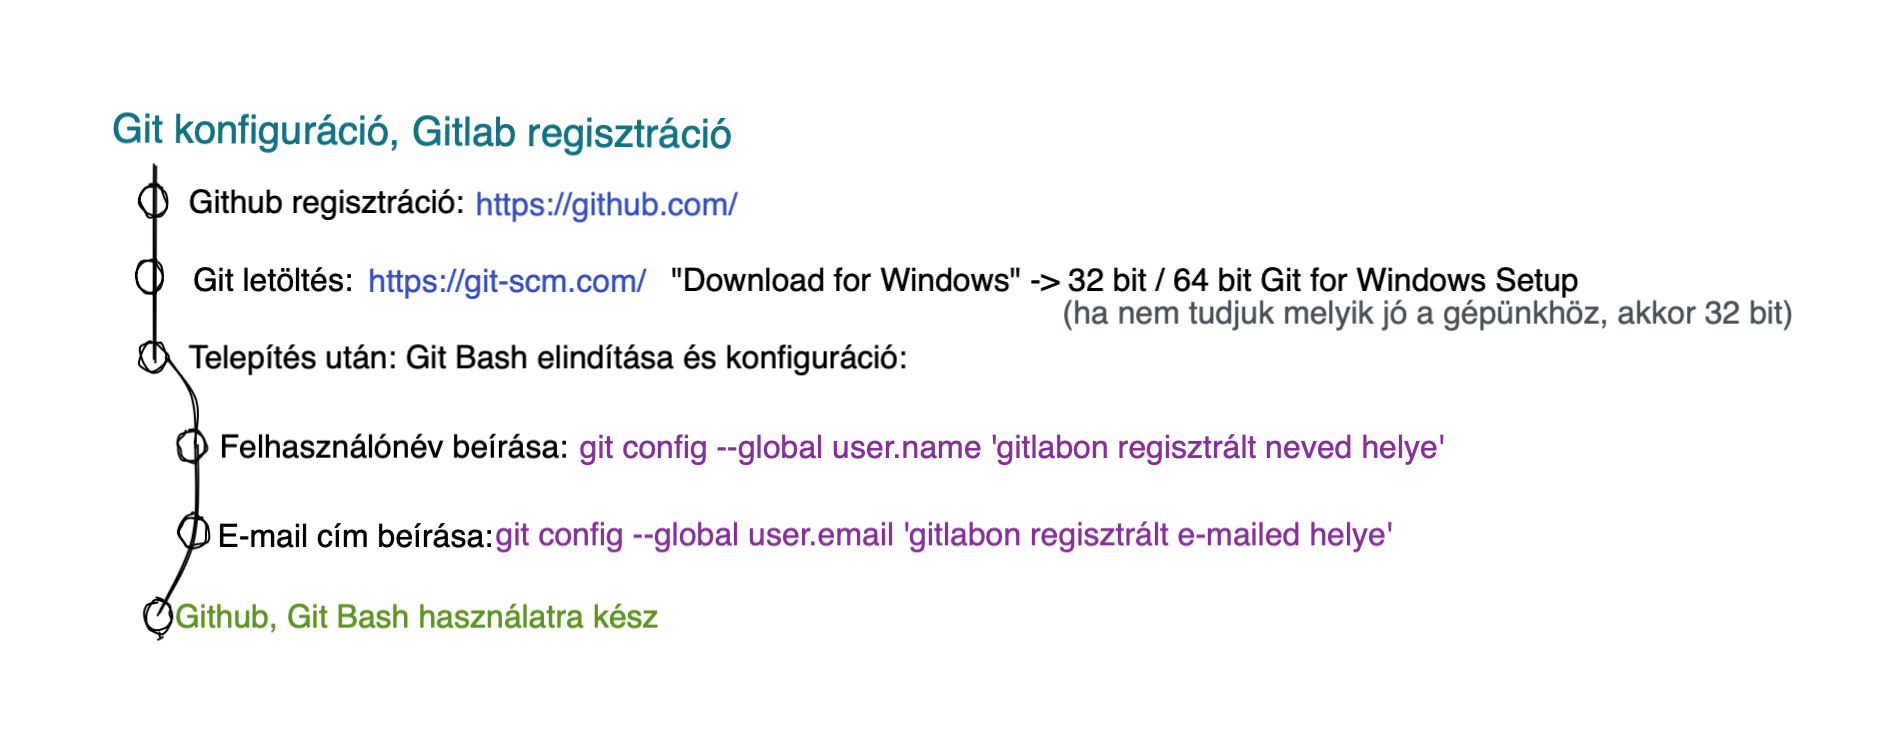 Git konfiguráció, Gitlab regisztráció
Github regisztráció: https://github.com/
Git letöltés: https://git-scm.com/ "Download for Windows" -> 32 bit / 64 bit Git for Windows Setup
(ha nem tudjuk melyik jó a gépünkhöz, akkor 32 bit)
Telepítés után: Git Bash elindítása és konfiguráció:
Felhasználónév beírása: git config --global user.name 'gitlabon regisztrált neved helye'
E-mail cím beírása: git config --global user.email 'gitlabon regisztrált e-mailed helye'
Github, Git Bash használatra kész